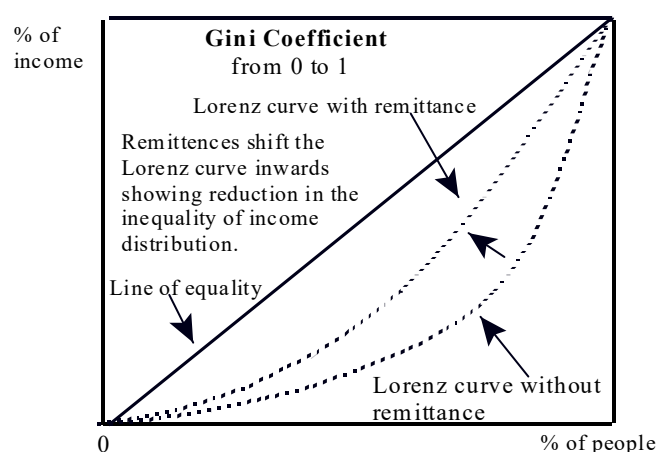 % of
income
Gini Coefficient
from 0 to 1
Lorenz curve with remittance
Remittences shift the
Lorenz curve inwards
showing reduction in the
inequality of income
distribution.
Line of equality
Lorenz curve without
remittance
0
% of people